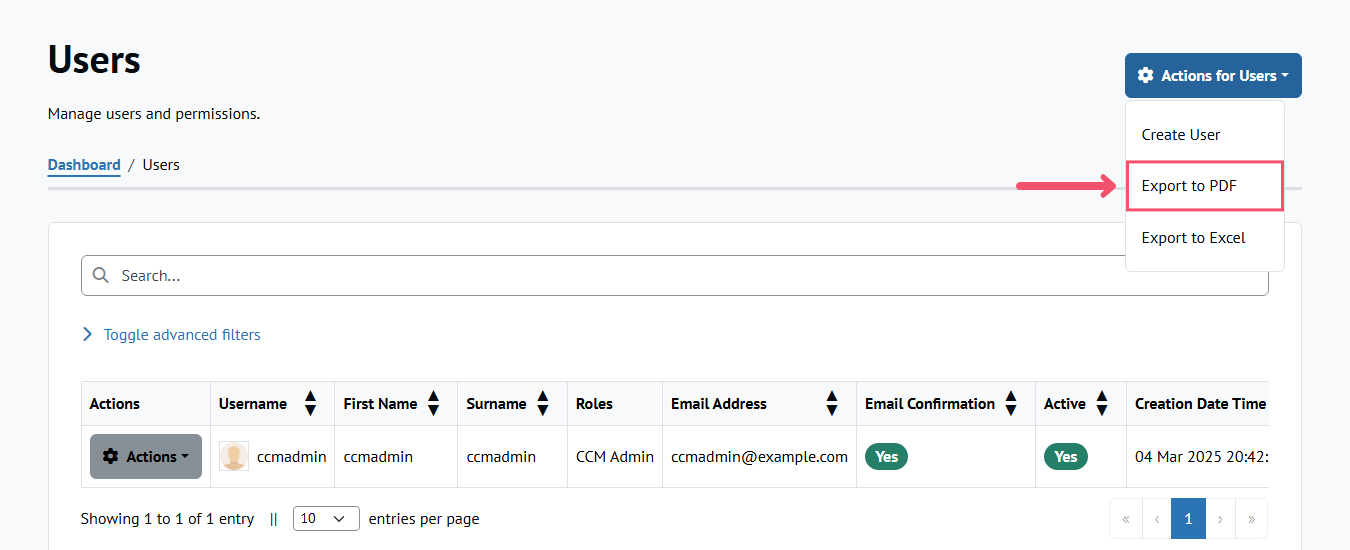 Users
Actions for Users
Manage users and permissions.
Create User
Dashboard / Users
Export to PDF
Export to Excel
Search...
Toggle advanced filters
Actions Username First Name Surname Roles Email Address Email Confirmation Active Creation Date Time
Actions ccmadmin ccmadmin ccmadmin CCM Admin ccmadmin@example.com Yes Yes 04 Mar 2025 20:42:
Showing 1 to 1 of 1 entry || 10 entries per page « ‹ 1 › »